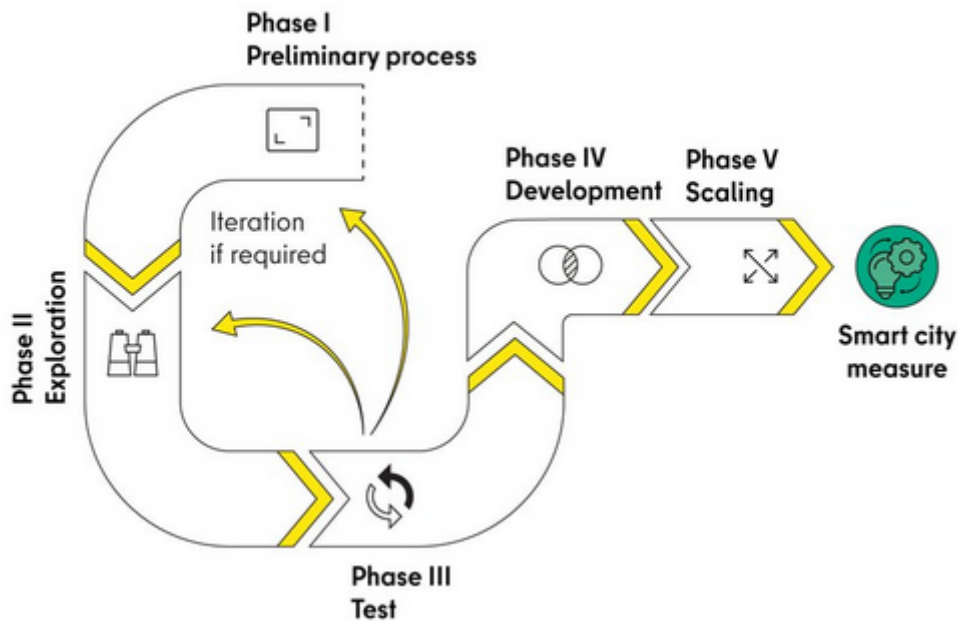 Phase I
Preliminary process
Iteration
if required
Phase II
Exploration
Phase III
Test
Phase IV
Development
Phase V
Scaling
Smart city
measure